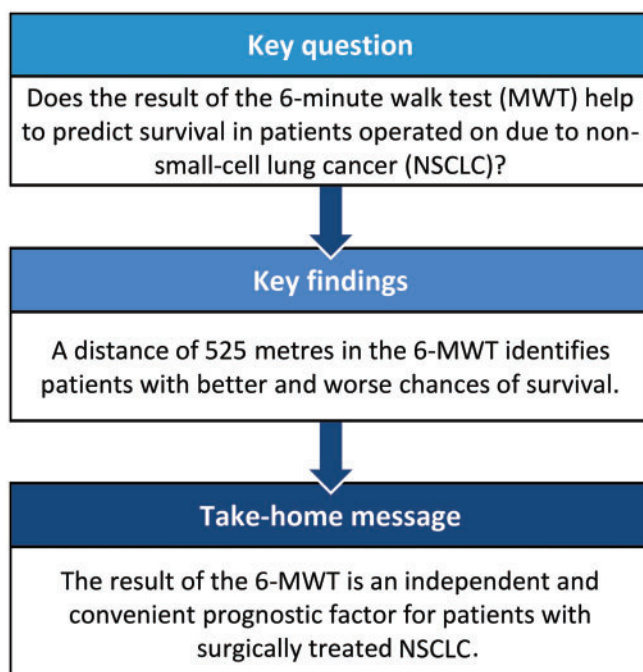 Key question
Does the result of the 6-minute walk test (MWT) help
to predict survival in patients operated on due to non-
small-cell lung cancer (NSCLC)?
Key findings
A distance of 525 metres in the 6-MWT identifies
patients with better and worse chances of survival.
Take-home message
The result of the 6-MWT is an independent and
convenient prognostic factor for patients with
surgically treated NSCLC.